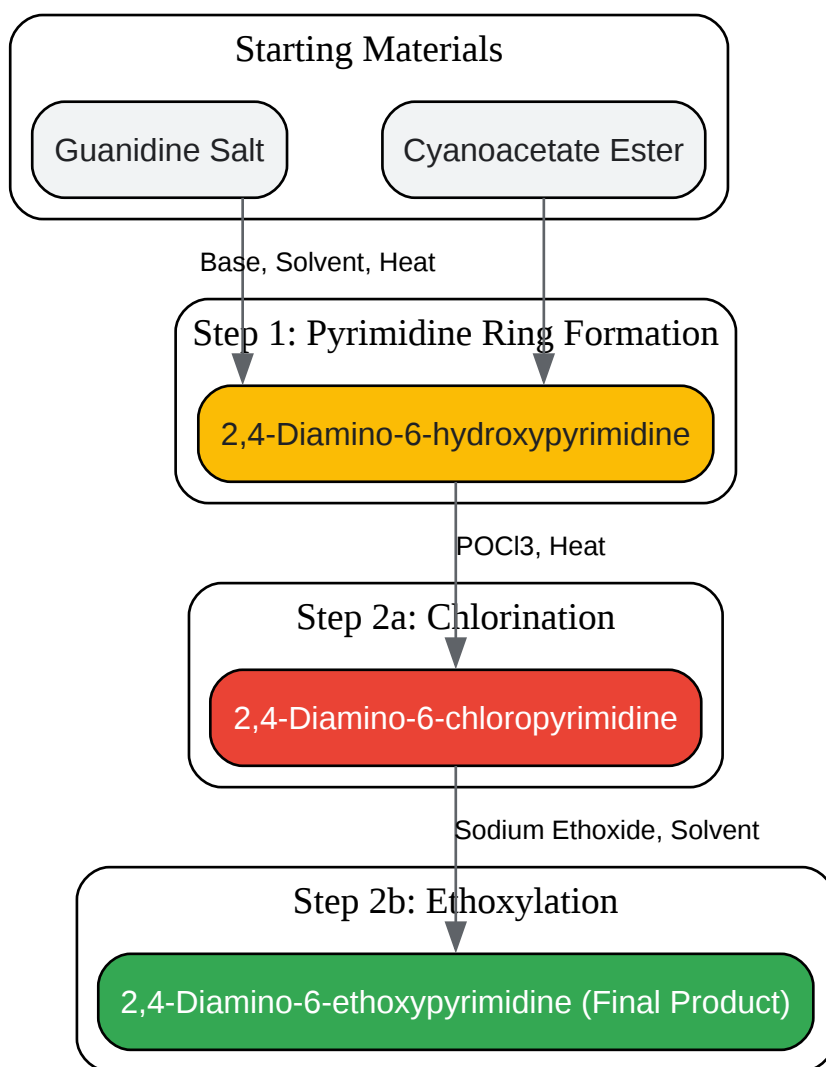 Starting Materials
Guanidine Salt
Cyanoacetate Ester
Base, Solvent, Heat
Step 1: Pyrimidine Ring Formation
2,4-Diamino-6-hydroxypyrimidine
POCl3, Heat
Step 2a: Chlorination
2,4-Diamino-6-chloropyrimidine
Sodium Ethoxide, Solvent
Step 2b: Ethoxylation
2,4-Diamino-6-ethoxypyrimidine (Final Product)